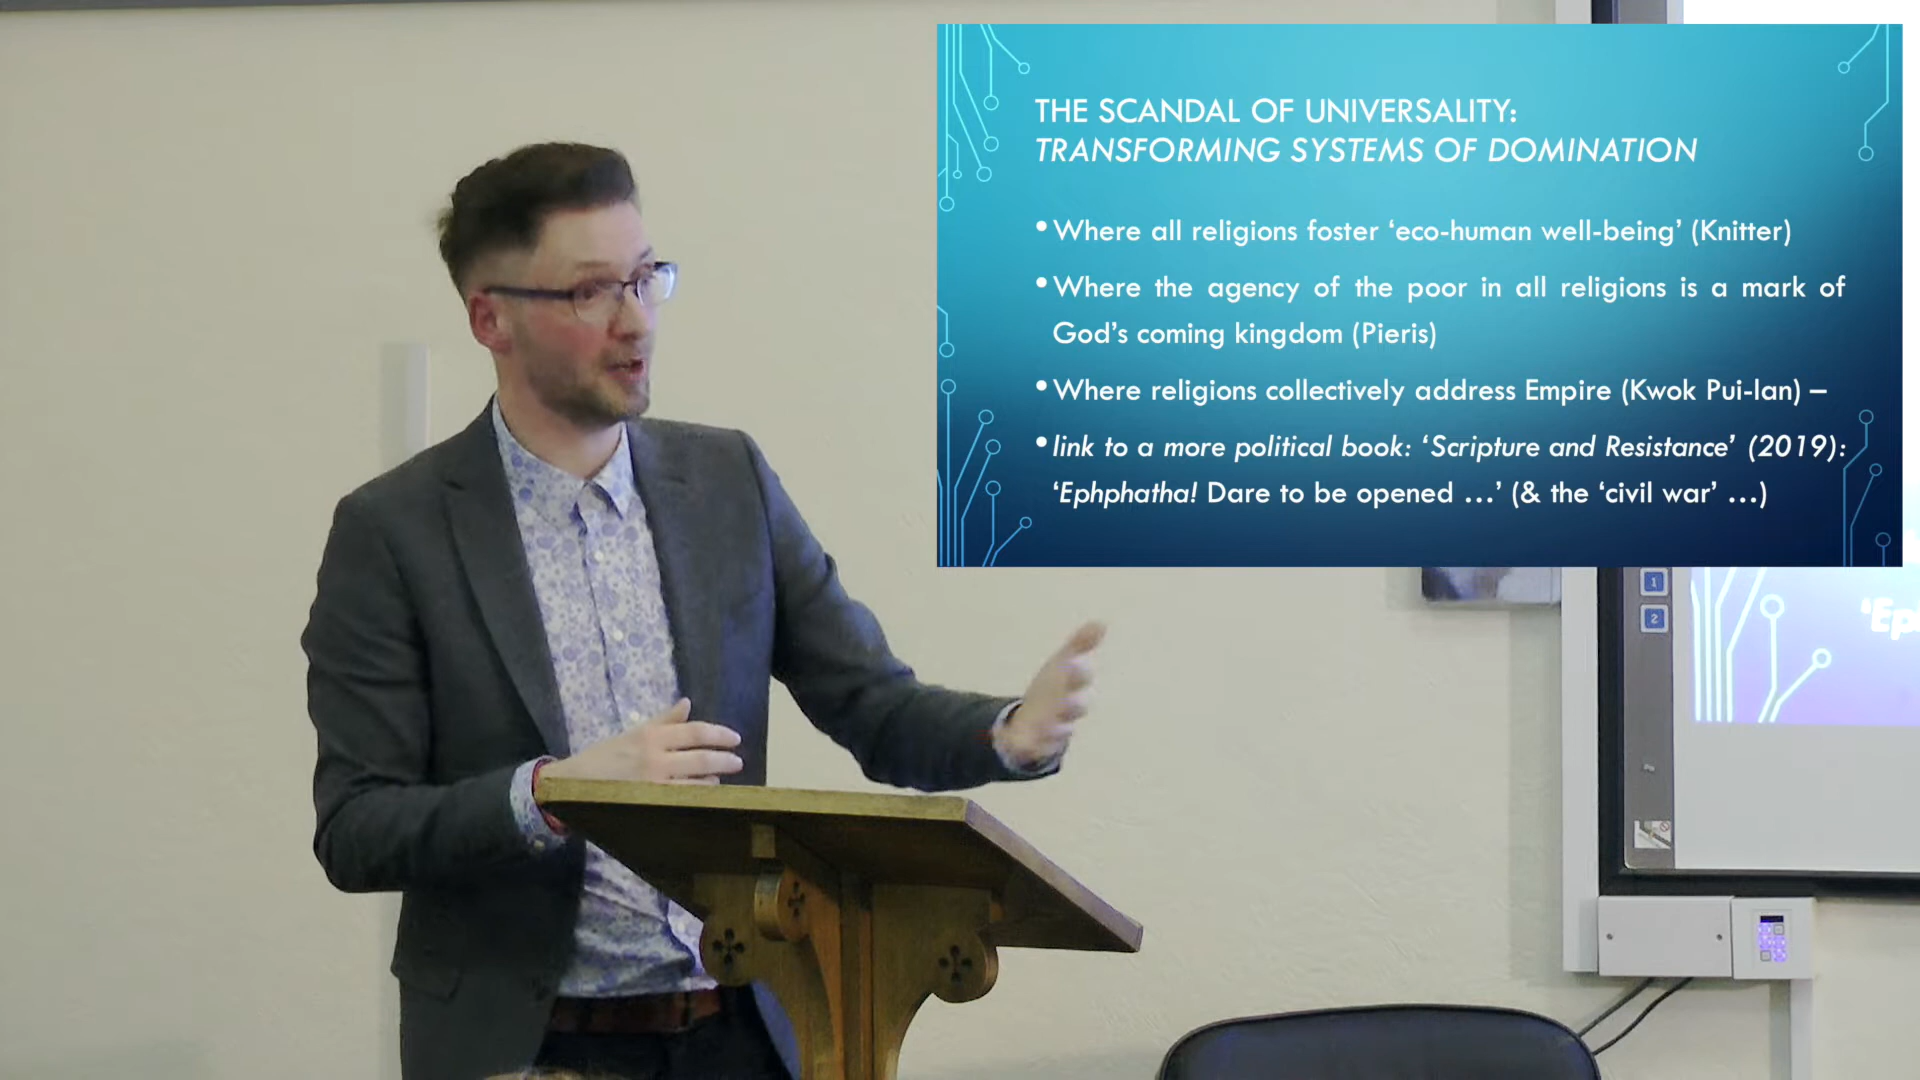 THE SCANDAL OF UNIVERSALITY:
TRANSFORMING SYSTEMS OF DOMINATION
•Where all religions foster ‘eco-human well-being’ (Knitter)
•Where the agency of the poor in all religions is a mark of
God’s coming kingdom (Pieris)
•Where religions collectively address Empire (Kwok Pui-lan) –
•link to a more political book: ‘Scripture and Resistance’ (2019):
‘Ephphatha! Dare to be opened …’ (& the ‘civil war’ …)
1
2
‘Ep